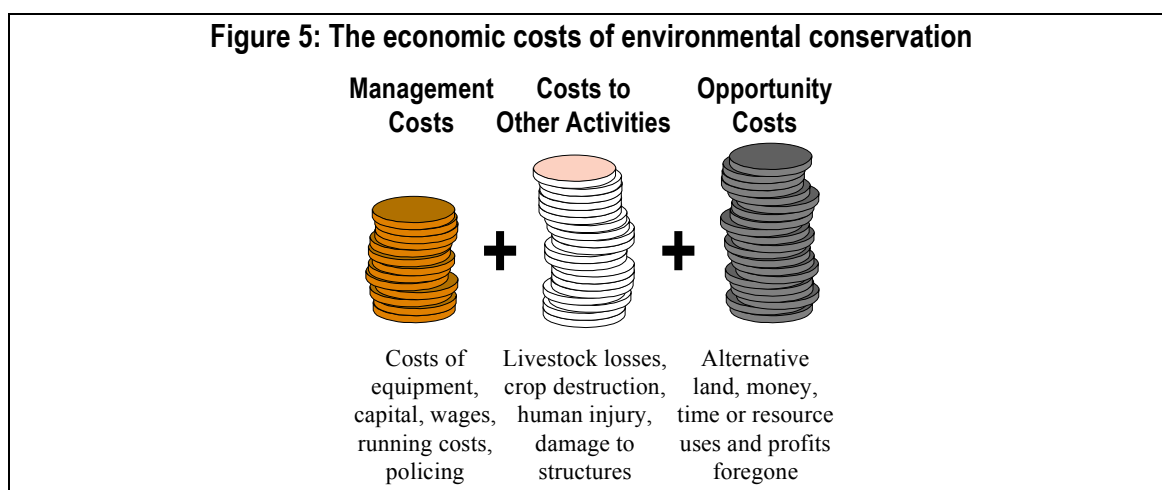 Figure 5: The economic costs of environmental conservation
Management
Costs
Costs to
Other Activities
Opportunity
Costs
+
+
Costs of
equipment,
capital, wages,
running costs,
policing
Livestock losses,
crop destruction,
human injury,
damage to
structures
Alternative
land, money,
time or resource
uses and profits
foregone